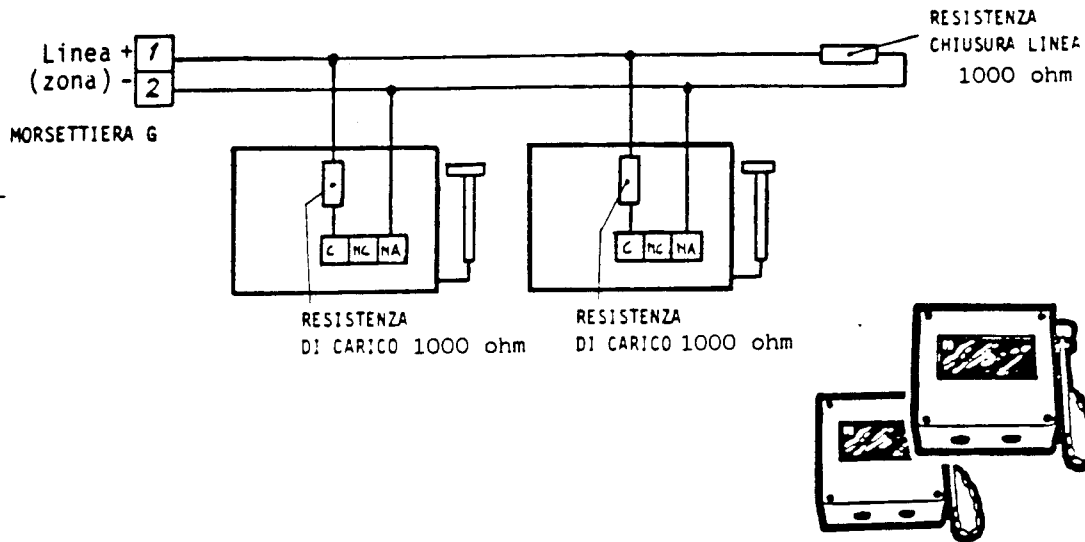 RESISTENZA
CHIUSURA LINEA
1000 ohm
Linea + 1
(zona) - 2
MORSETTIERA G
C NC NA
C NC NA
RESISTENZA
DI CARICO 1000 ohm
RESISTENZA
DI CARICO 1000 ohm